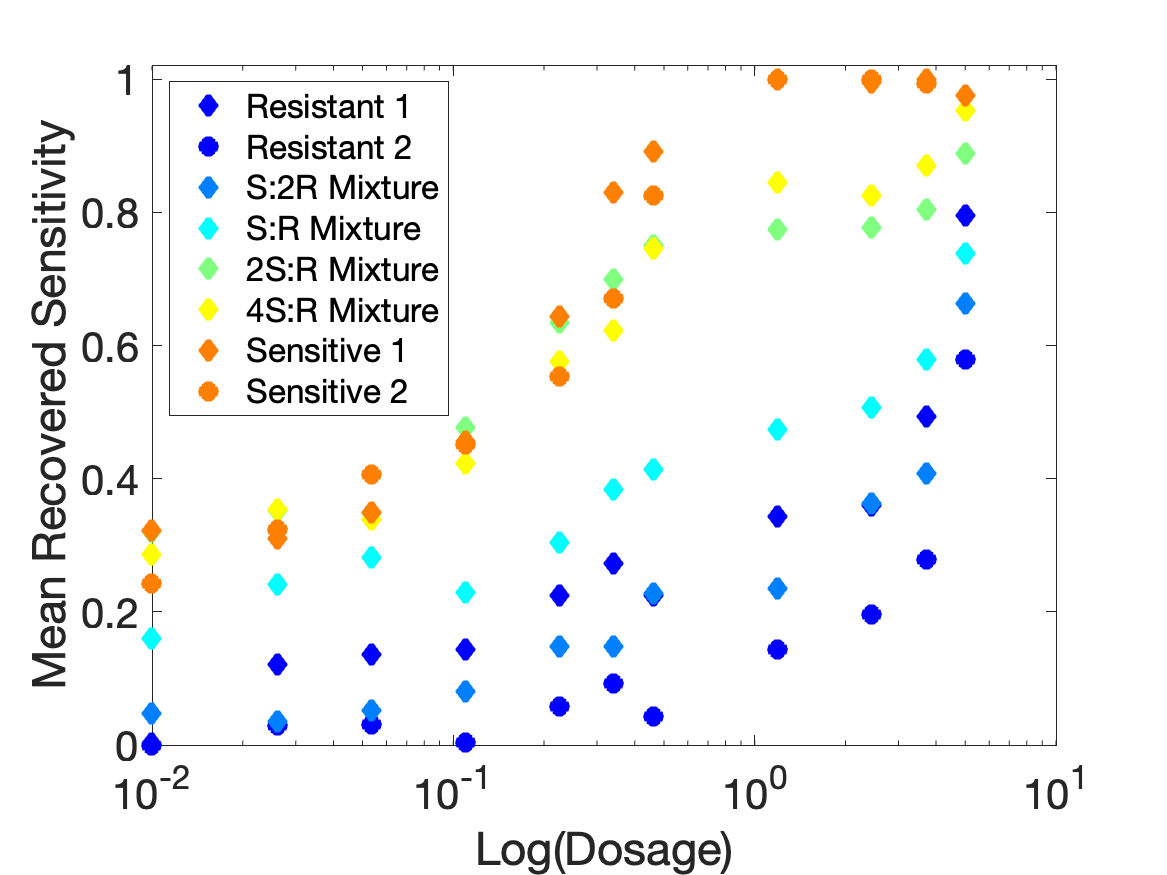 Mean Recovered Sensitivity
1
0.8
0.6
0.4
0.2
0
Resistant 1
Resistant 2
S:2R Mixture
S:R Mixture
2S:R Mixture
4S:R Mixture
Sensitive 1
Sensitive 2
10^-2 10^-1 10^0 10^1
Log(Dosage)